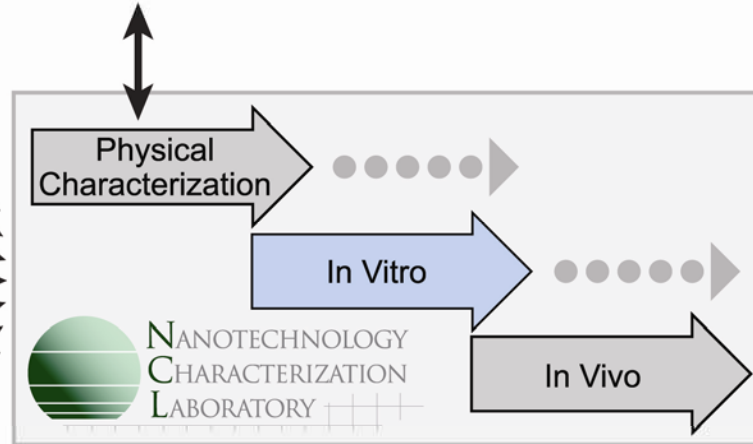 Physical
Characterization
In Vitro
In Vivo
NANOTECHNOLOGY
CHARACTERIZATION
LABORATORY